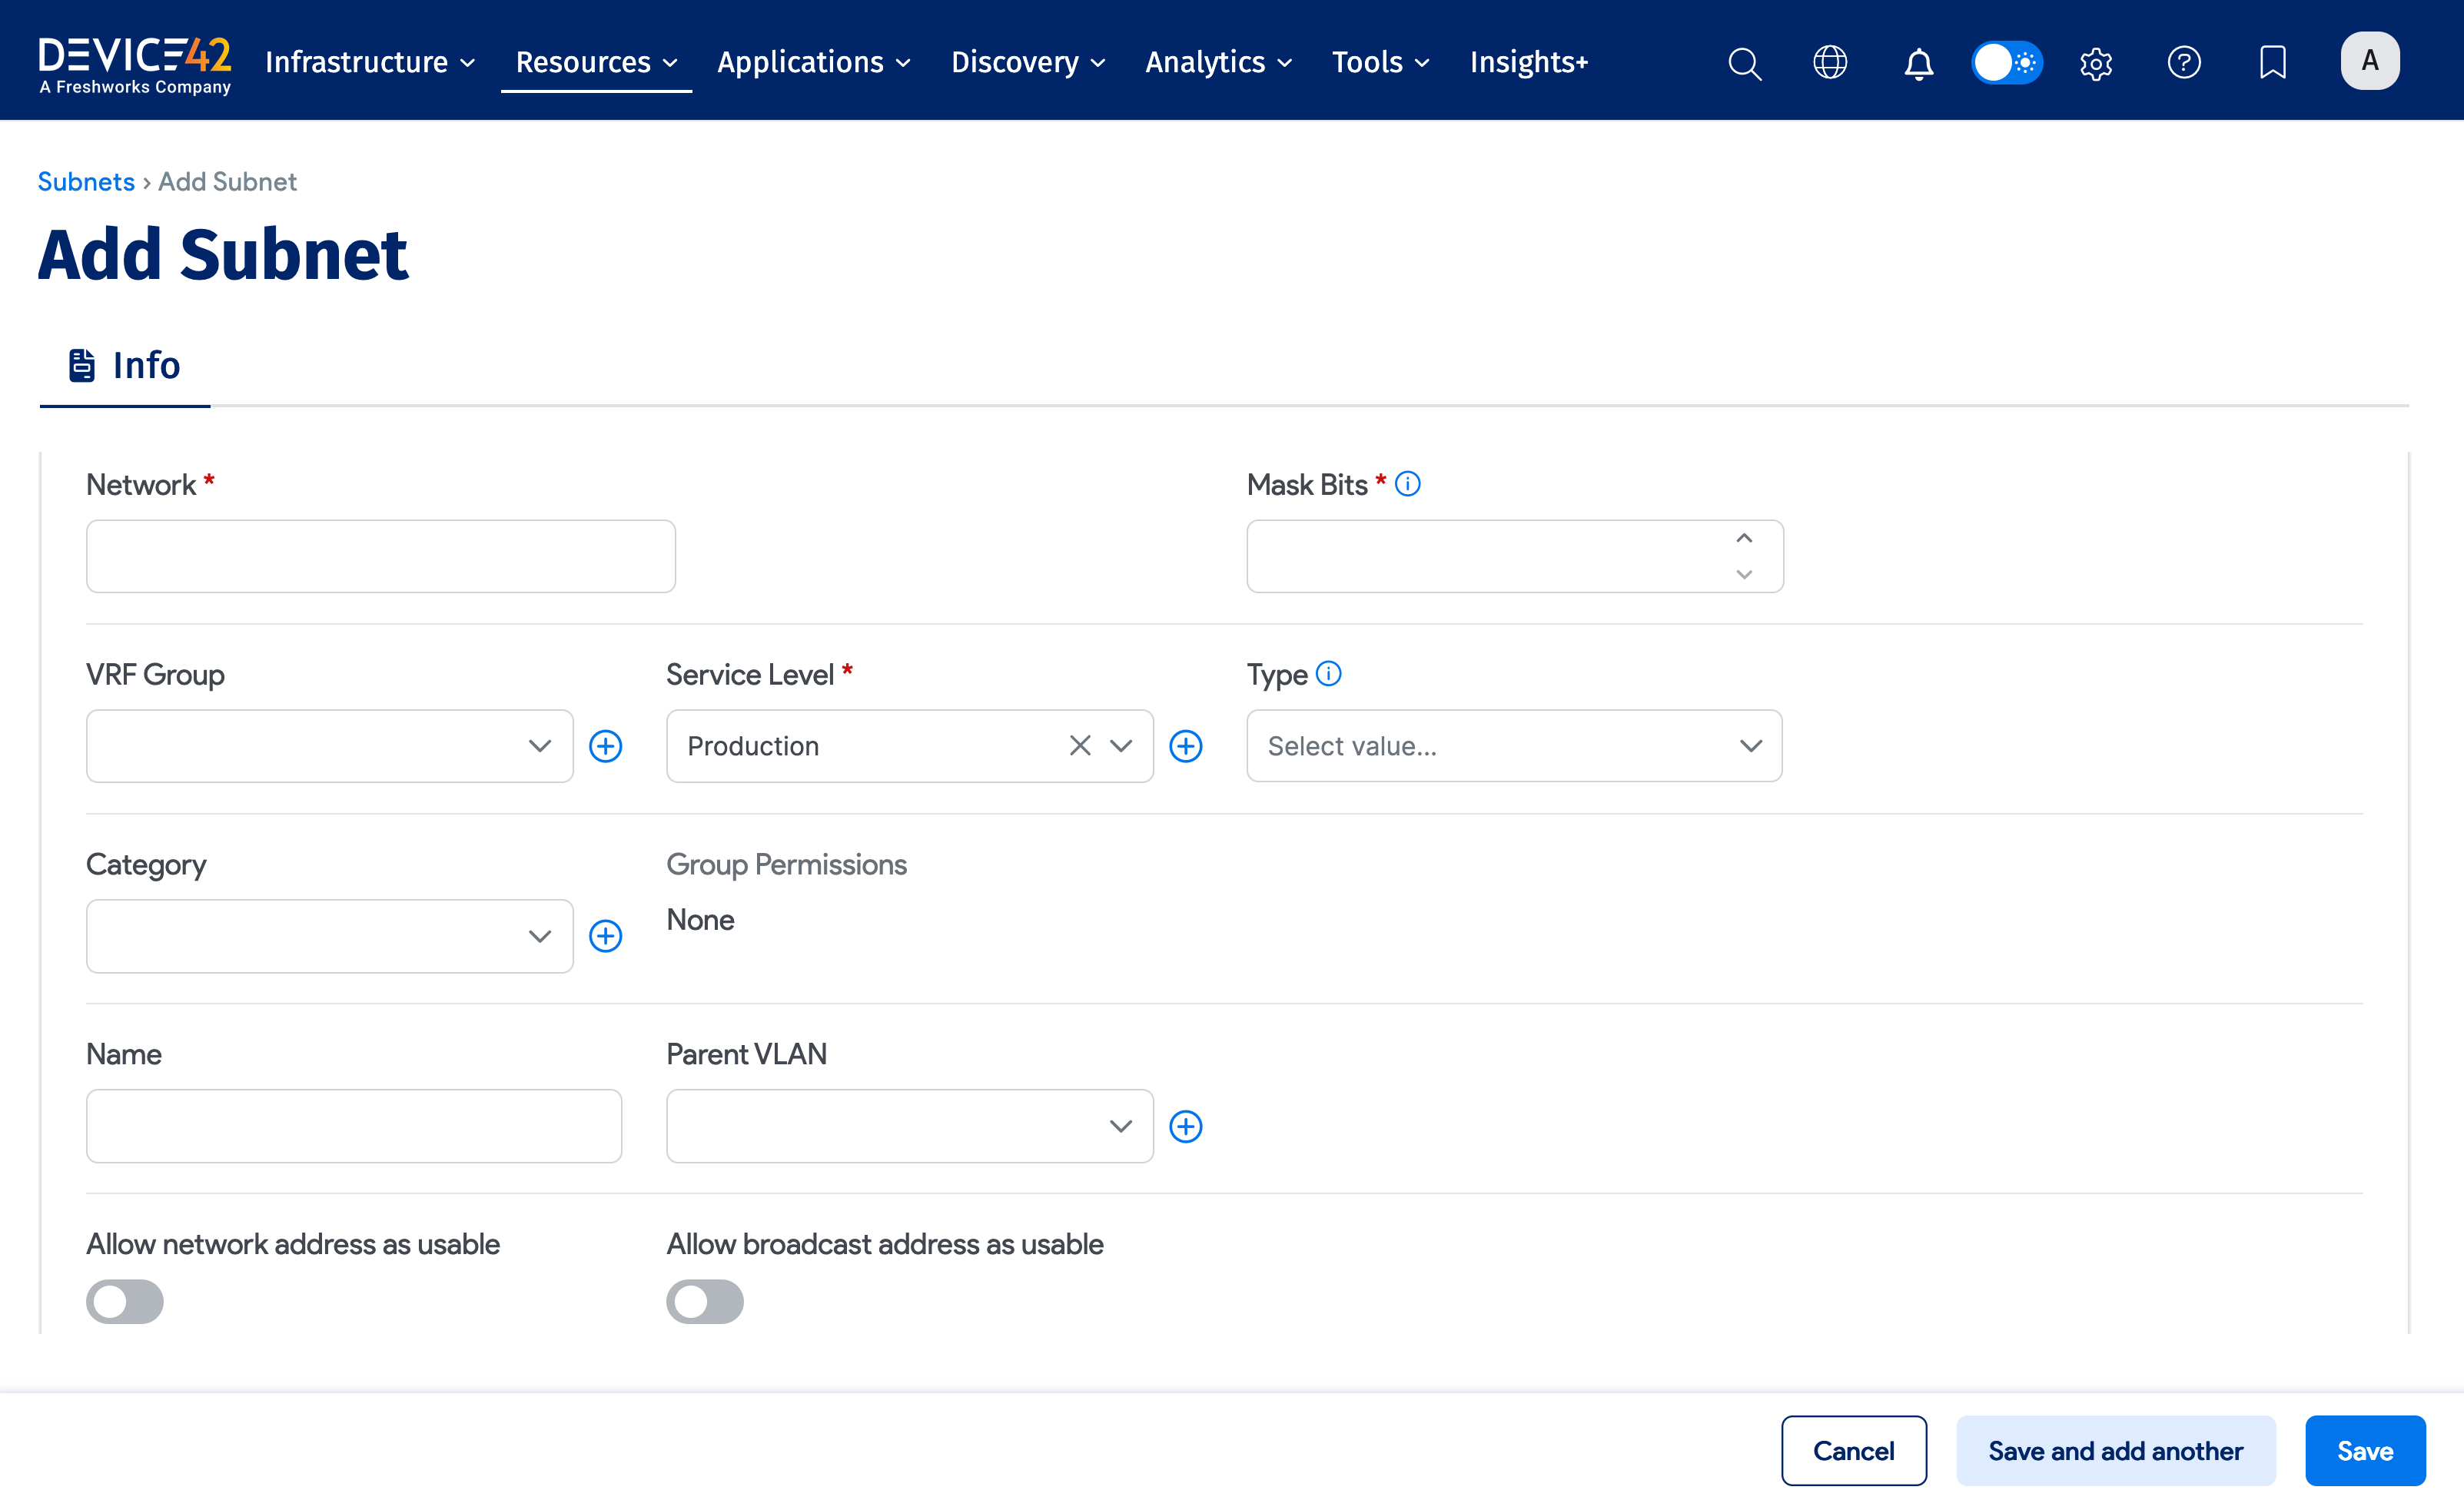 DEVICE42
A Freshworks Company
Infrastructure Resources Applications Discovery Analytics Tools Insights+
A
Subnets › Add Subnet
Add Subnet
Info
Network * Mask Bits *
VRF Group Service Level * Type
Production Select value...
Category Group Permissions
None
Name Parent VLAN
Allow network address as usable Allow broadcast address as usable
Cancel Save and add another Save